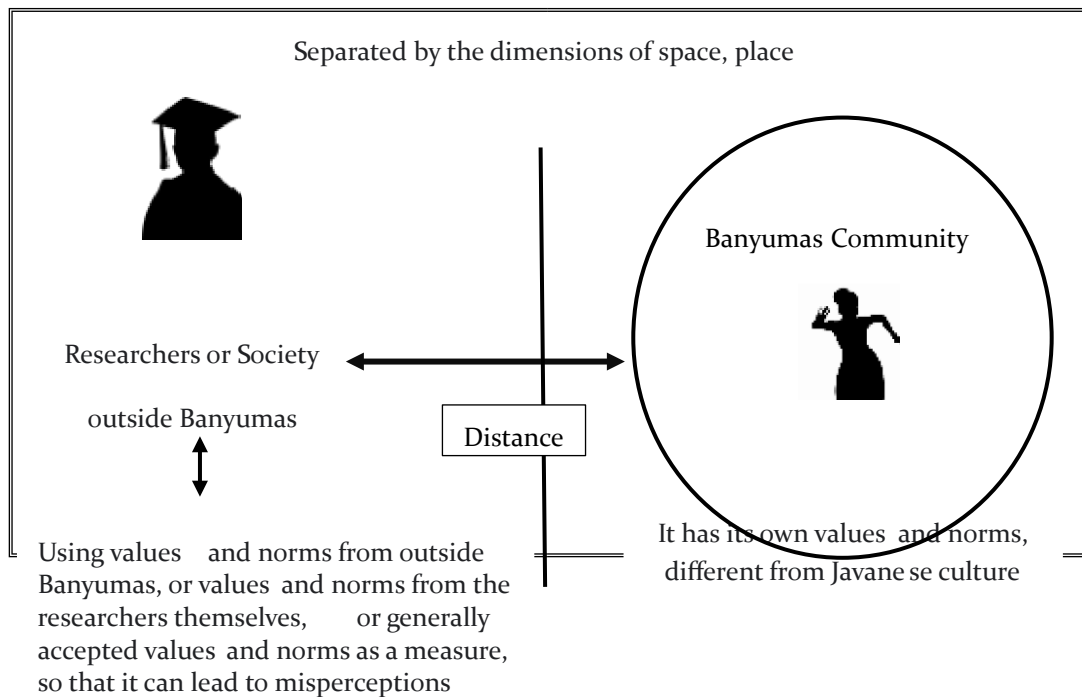 Separated by the dimensions of space, place
Banyumas Community
Researchers or Society
outside Banyumas
Distance
Using values and norms from outside
Banyumas, or values and norms from the
researchers themselves, or generally
accepted values and norms as a measure,
so that it can lead to misperceptions
It has its own values and norms,
different from Javane se culture